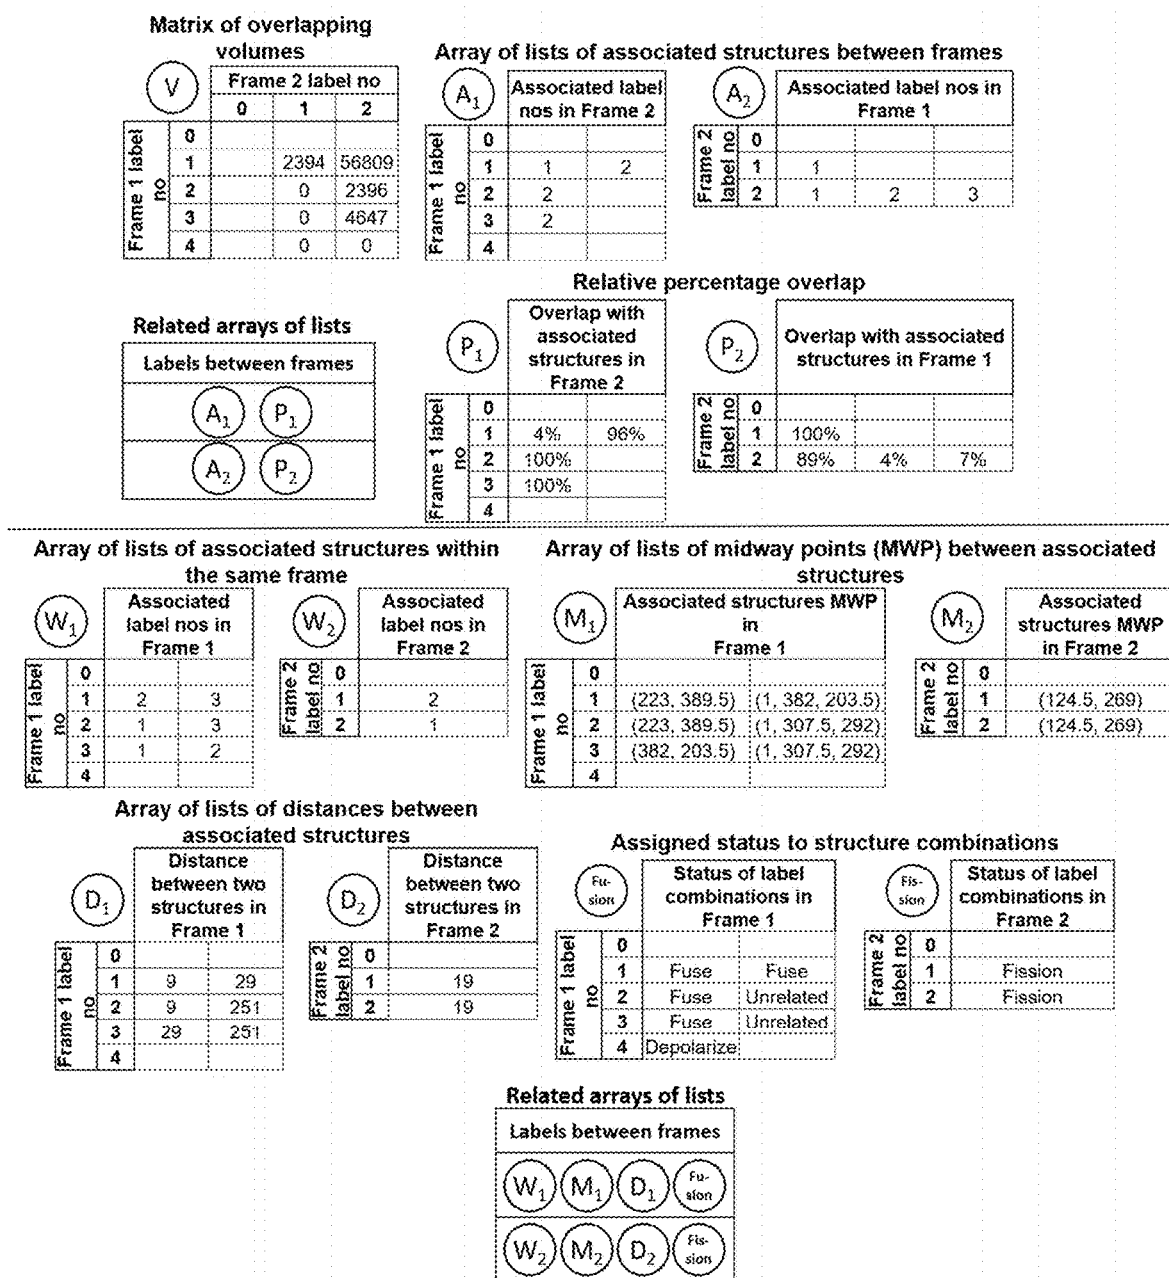 Matrix of overlapping
volumes
V
Frame 2 label no
0 1 2
Frame 1 label
no
0
1 2394 56809
2 0 2396
3 0 4647
4 0 0
Array of lists of associated structures between frames
A1
Associated label
nos in Frame 2
Frame 1 label
no
0
1 1 2
2 2
3 2
4
A2
Associated label nos in
Frame 1
Frame 2
label no
0
1 1
2 1 2 3
Related arrays of lists
Labels between frames
A1 P1
A2 P2
Relative percentage overlap
P1
Overlap with
associated
structures in
Frame 2
Frame 1 label
no
0
1 4% 96%
2 100%
3 100%
4
P2
Overlap with associated
structures in Frame 1
Frame 2
label no
0
1 100%
2 89% 4% 7%
Array of lists of associated structures within
the same frame
W1
Associated
label nos in
Frame 1
Frame 1 label
no
0
1 2 3
2 1 3
3 1 2
4
W2
Associated
label nos in
Frame 2
Frame 2
label no
0
1 2
2 1
Array of lists of midway points (MWP) between associated
structures
M1
Associated structures MWP
in
Frame 1
Frame 1 label
no
0
1 (223, 389.5) (1, 382, 203.5)
2 (223, 389.5) (1, 307.5, 292)
3 (382, 203.5) (1, 307.5, 292)
4
M2
Associated
structures MWP
in Frame 2
Frame 2
label no
0
1 (124.5, 269)
2 (124.5, 269)
Array of lists of distances between
associated structures
D1
Distance
between two
structures in
Frame 1
Frame 1 label
no
0
1 9 29
2 9 251
3 29 251
4
D2
Distance
between two
structures in
Frame 2
Frame 2
label no
0
1 19
2 19
Assigned status to structure combinations
Fu-
sion
Status of label
combinations in
Frame 1
Frame 1 label
no
0
1 Fuse Fuse
2 Fuse Unrelated
3 Fuse Unrelated
4 Depolarize
Fis-
sion
Status of label
combinations in
Frame 2
Frame 2
label no
0
1 Fission
2 Fission
Related arrays of lists
Labels between frames
W1 M1 D1 Fu-
sion
W2 M2 D2 Fis-
sion